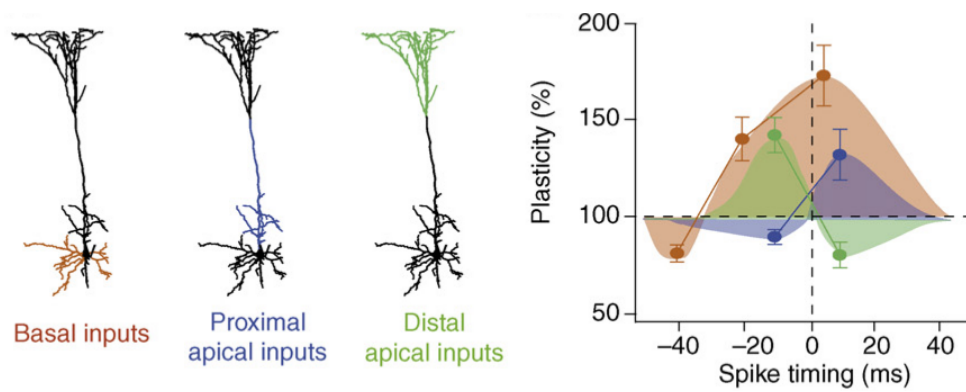 Basal inputs
Proximal
apical inputs
Distal
apical inputs
Plasticity (%)
200
150
100
50
−40
−20
0
20
40
Spike timing (ms)